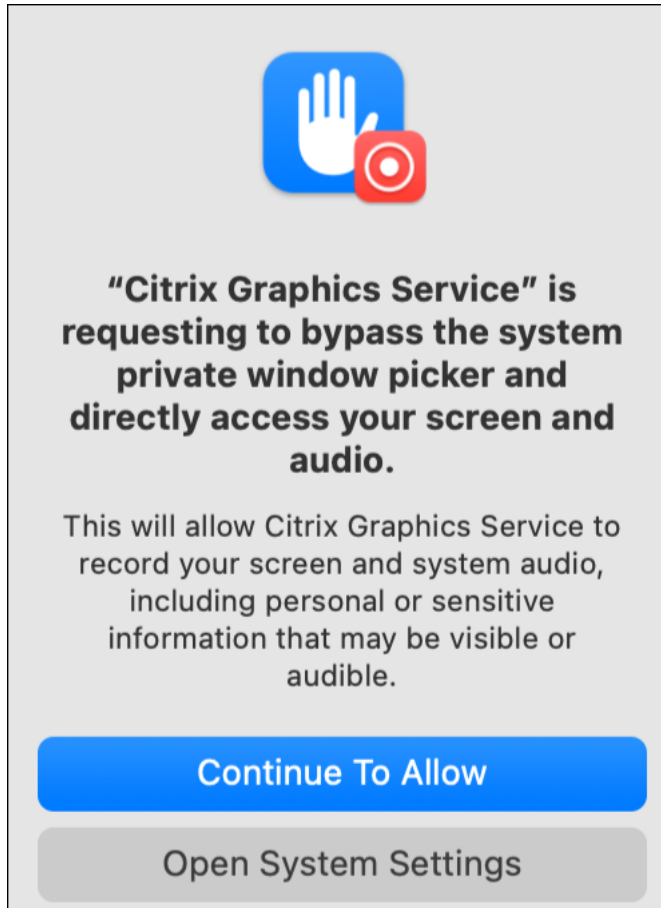 “Citrix Graphics Service” is
requesting to bypass the system
private window picker and
directly access your screen and
audio.
This will allow Citrix Graphics Service to
record your screen and system audio,
including personal or sensitive
information that may be visible or
audible.
Continue To Allow
Open System Settings